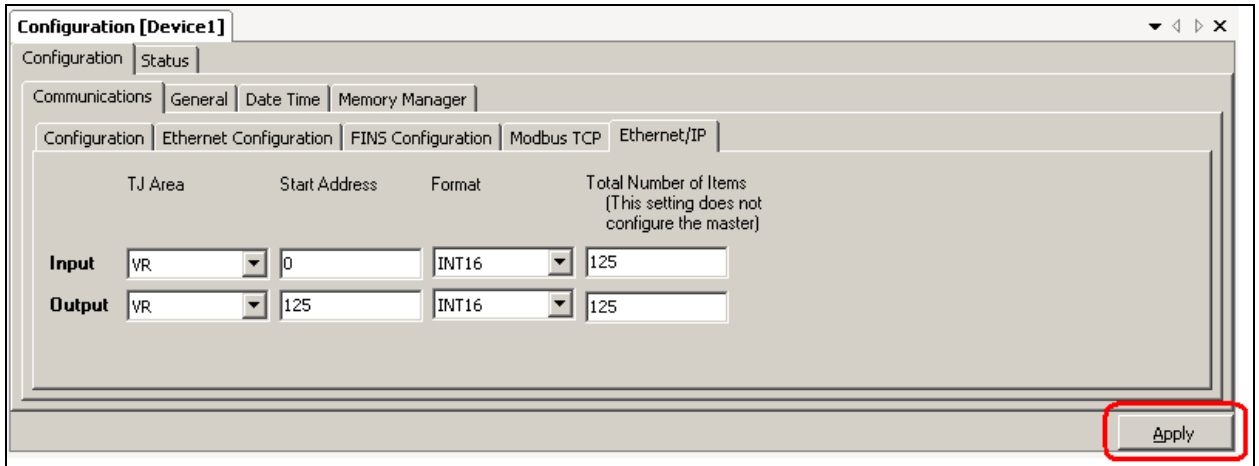 Configuration [Device1]
Configuration Status
Communications General Date Time Memory Manager
Configuration Ethernet Configuration FINS Configuration Modbus TCP Ethernet/IP
TJ Area Start Address Format Total Number of Items
(This setting does not
configure the master)
Input VR 0 INT16 125
Output VR 125 INT16 125
Apply